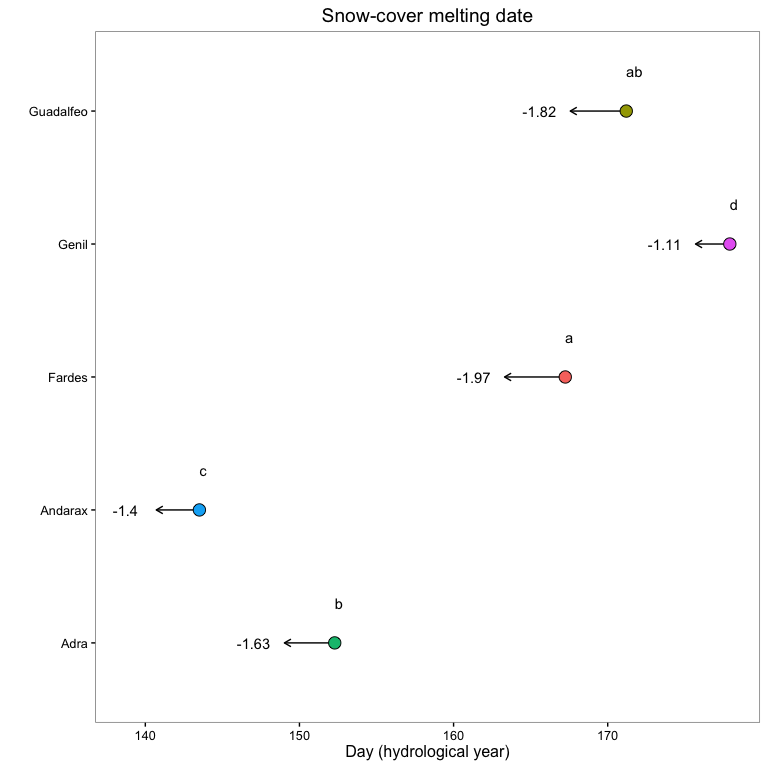 Snow-cover melting date
ab
Guadalfeo
-1.82
d
Genil
-1.11
a
Fardes
-1.97
c
Andarax
-1.4
b
Adra
-1.63
140 150 160 170
Day (hydrological year)